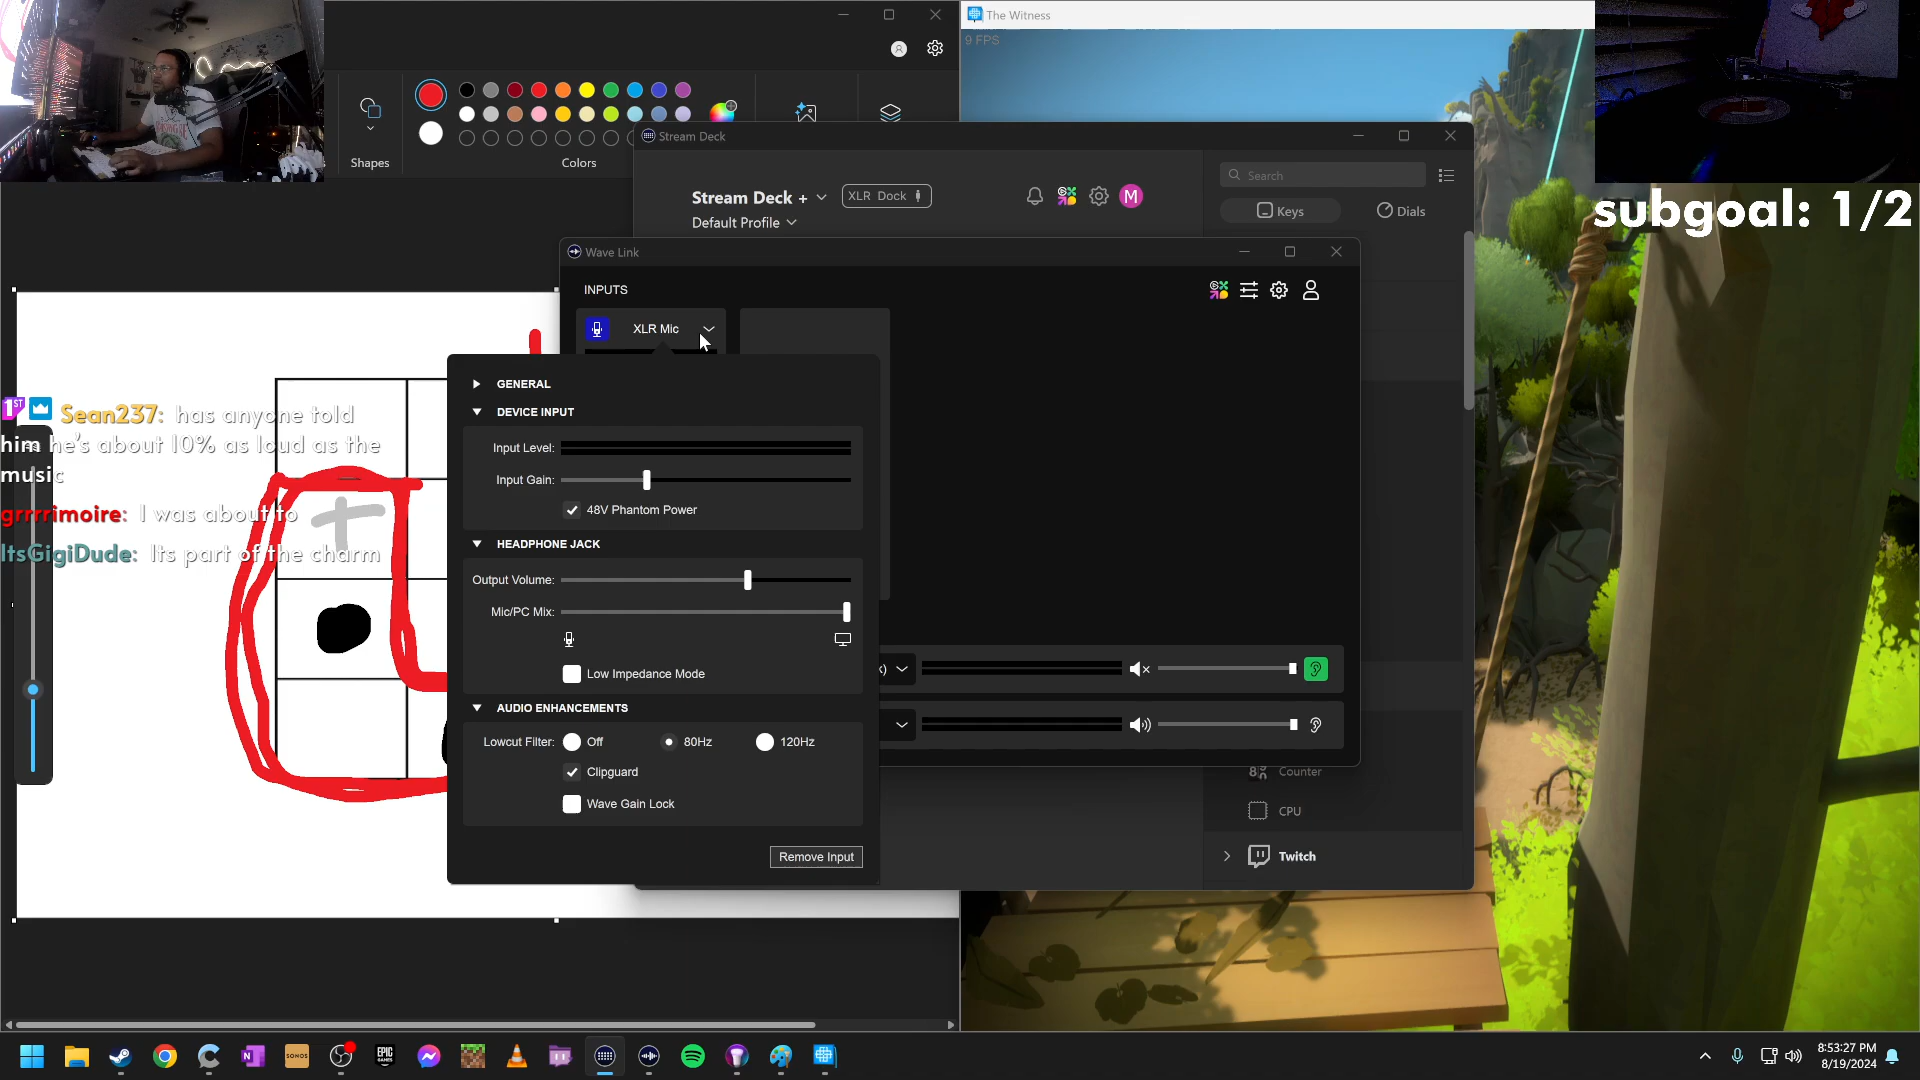 The Witness
9 FPS
Shapes
Colors
Stream Deck
Stream Deck +
XLR Dock
M
Default Profile
Search
Keys
Dials
subgoal: 1/2
Wave Link
INPUTS
XLR Mic
GENERAL
DEVICE INPUT
Input Level:
Input Gain:
48V Phantom Power
HEADPHONE JACK
Output Volume:
Mic/PC Mix:
Low Impedance Mode
AUDIO ENHANCEMENTS
Lowcut Filter:
Off
80Hz
120Hz
Clipguard
Wave Gain Lock
Remove Input
1ST
Sean237: has anyone told
him he's about 10% as loud as the
music
grrrrimoire: I was about to
ItsGigiDude: Its part of the charm
Counter
CPU
Twitch
SONOS
EPIC GAMES
8:53:27 PM
8/19/2024